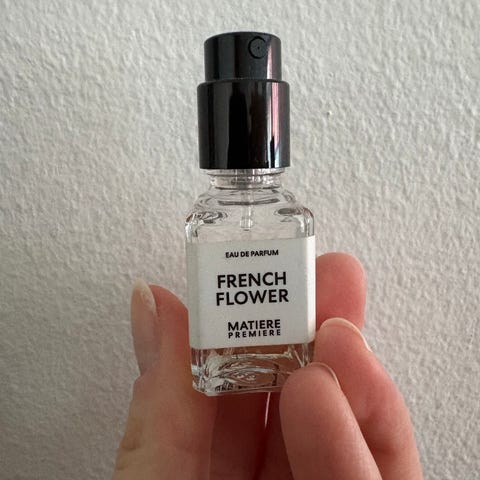 EAU DE PARFUM
FRENCH
FLOWER
MATIERE
PREMIERE